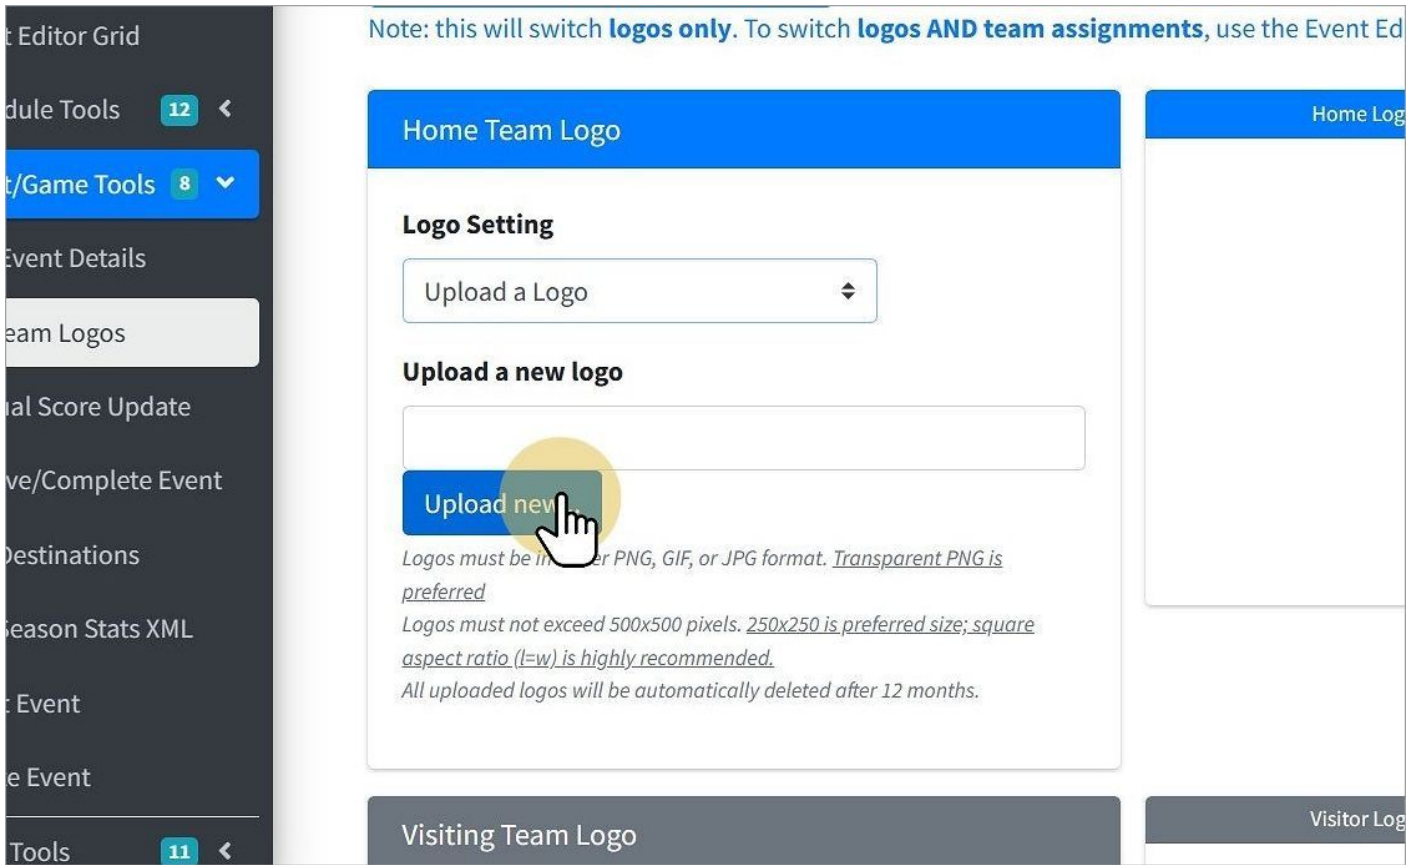 Note: this will switch logos only. To switch logos AND team assignments, use the Event Ed
t Editor Grid
dule Tools 12
t/Game Tools 8
Event Details
eam Logos
ual Score Update
ve/Complete Event
Destinations
Season Stats XML
t Event
e Event
Tools 11
Home Team Logo
Logo Setting
Upload a Logo
Upload a new logo
Upload new
Logos must be in er PNG, GIF, or JPG format. Transparent PNG is
preferred
Logos must not exceed 500x500 pixels. 250x250 is preferred size; square
aspect ratio (l=w) is highly recommended.
All uploaded logos will be automatically deleted after 12 months.
Visiting Team Logo
Home Log
Visitor Log